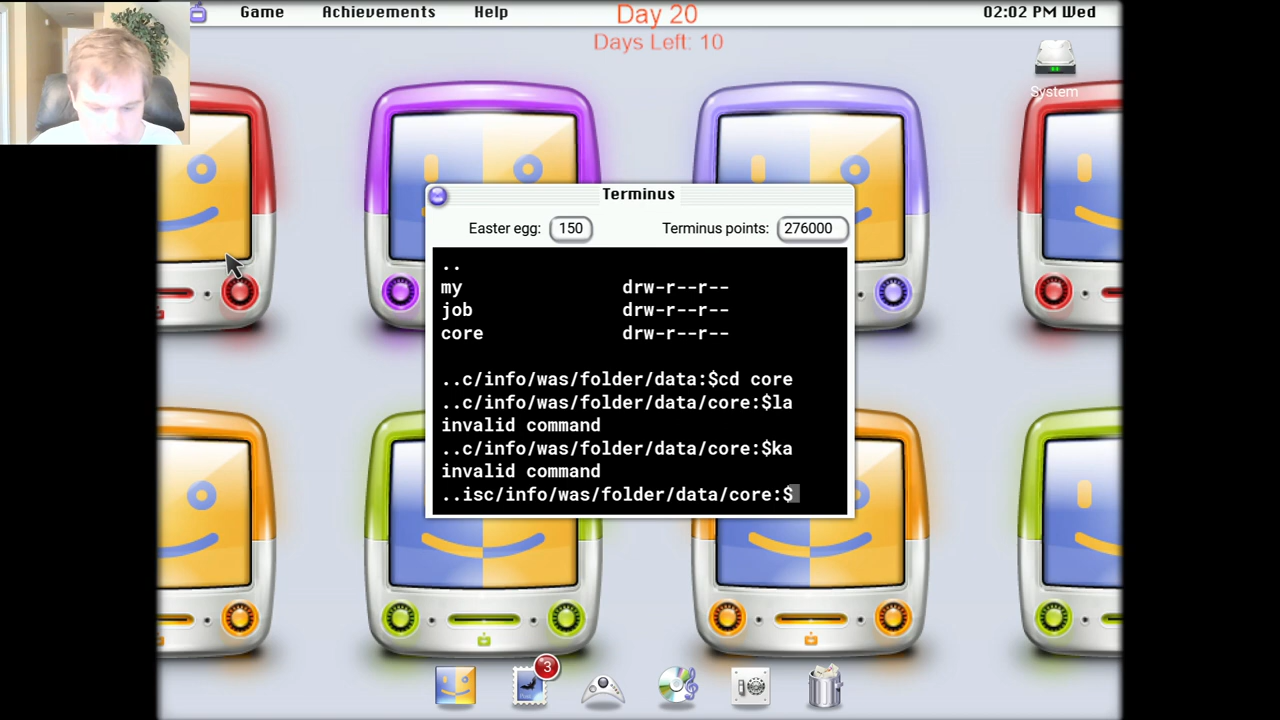 Game Achievements Help
Day 20
Days Left: 10
02:02 PM Wed
System
Terminus
Easter egg: 150 Terminus points: 276000
..
my drw-r--r--
job drw-r--r--
core drw-r--r--
..c/info/was/folder/data:$cd core
..c/info/was/folder/data/core:$la
invalid command
..c/info/was/folder/data/core:$ka
invalid command
..isc/info/was/folder/data/core:$
3